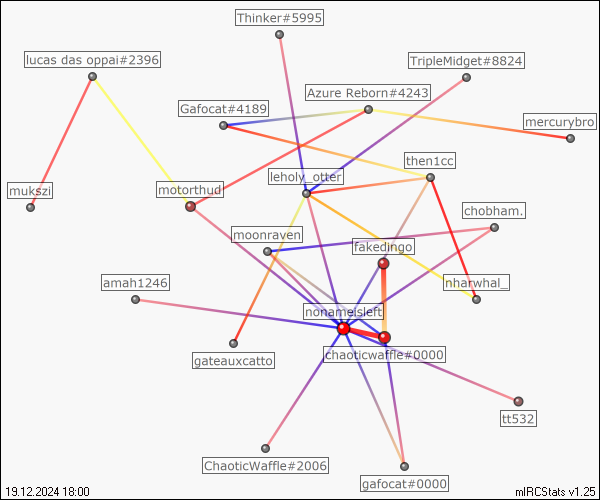 Thinker#5995
lucas das oppai#2396
TripleMidget#8824
Azure Reborn#4243
Gafocat#4189
mercurybro
then1cc
leholy_otter
mukszi
motorthud
chobham.
moonraven
fakedingo
amah1246
nharwhal_
nonameisleft
chaoticwaffle#0000
gateauxcatto
tt532
ChaoticWaffle#2006
gafocat#0000
19.12.2024 18:00
mIRCStats v1.25